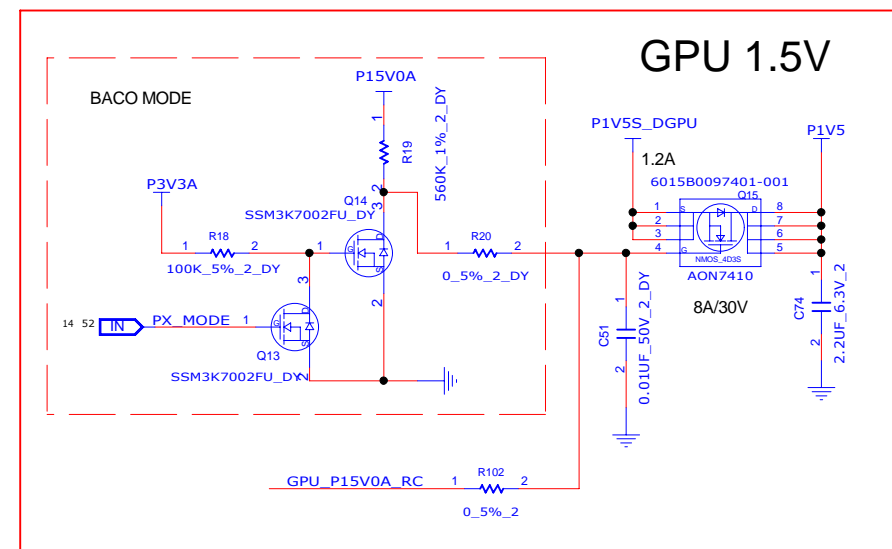 GPU 1.5V
BACO MODE
P15V0A
1
R19
560K_1%_2_DY
2
P3V3A
Q14
SSM3K7002FU_DY
3
D
G
S
1
R18
2
100K_5%_2_DY
1
2
3
D
G
S
14 52
IN
PX_MODE
1
Q13
SSM3K7002FU_DY
2
1
R20
2
0_5%_2_DY
P1V5S_DGPU
1.2A
P1V5
6015B0097401-001
Q15
1
S
D
8
2
7
3
6
4
G
5
NMOS_4D3S
AON7410
8A/30V
1
C51
2
0.01UF_50V_2_DY
1
C74
2
2.2UF_6.3V_2
GPU_P15V0A_RC
1
R102
2
0_5%_2